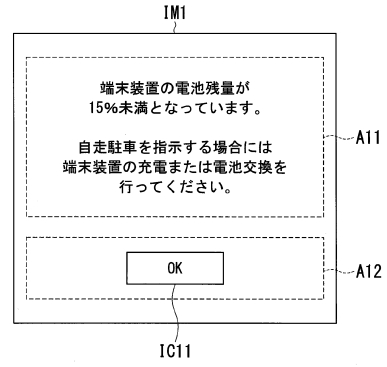 IM1
端末装置の電池残量が
15%未満となっています。
自走駐車を指示する場合には
端末装置の充電または電池交換を
行ってください。
A11
OK
A12
IC11